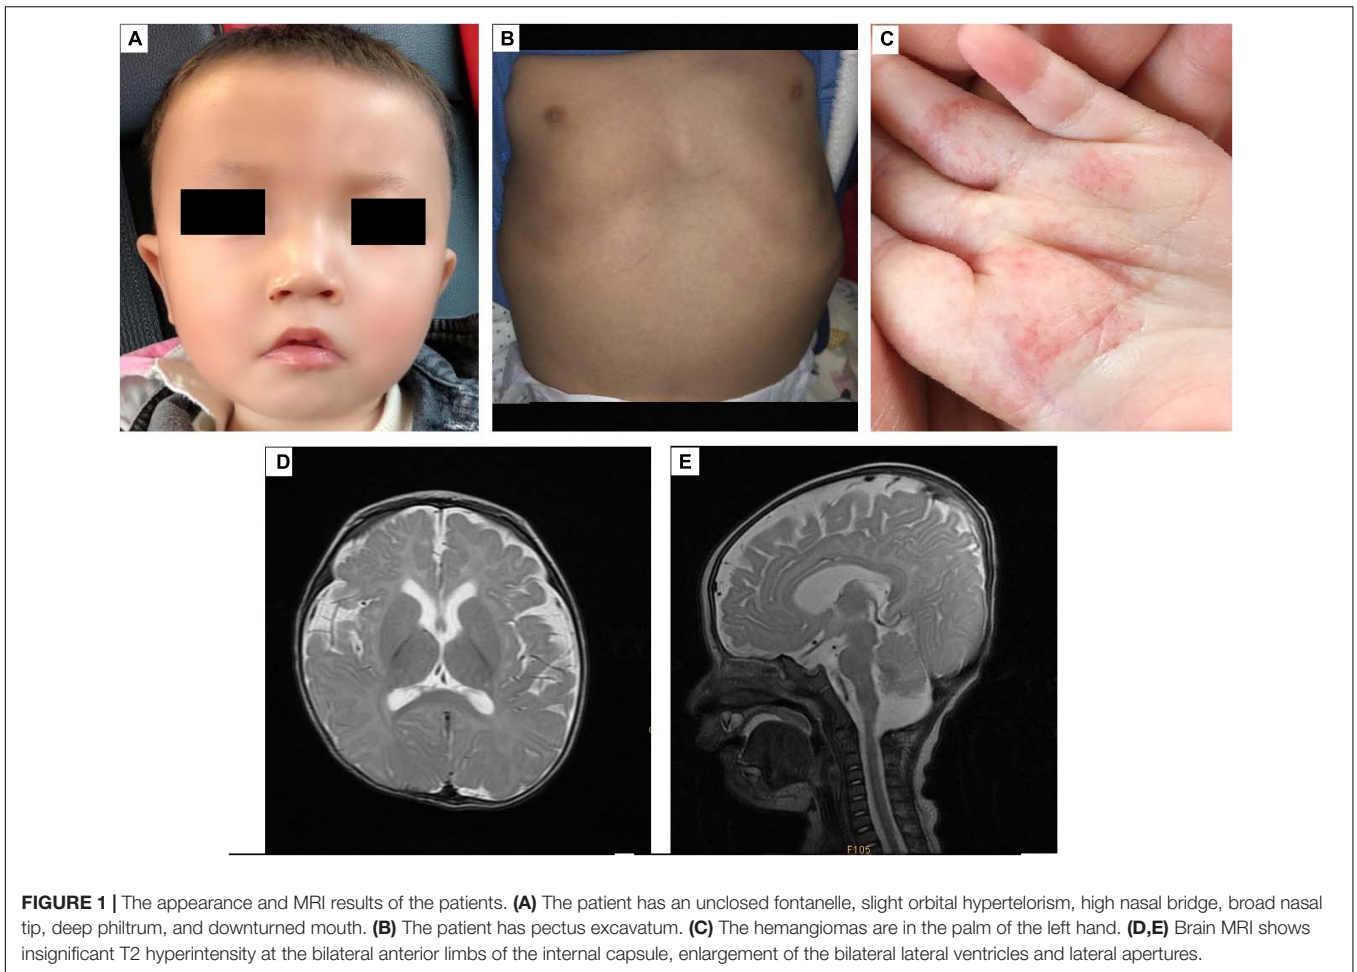 A
B
C
D
E
F105
FIGURE 1 | The appearance and MRI results of the patients. (A) The patient has an unclosed fontanelle, slight orbital hypertelorism, high nasal bridge, broad nasal
tip, deep philtrum, and downturned mouth. (B) The patient has pectus excavatum. (C) The hemangiomas are in the palm of the left hand. (D,E) Brain MRI shows
insignificant T2 hyperintensity at the bilateral anterior limbs of the internal capsule, enlargement of the bilateral lateral ventricles and lateral apertures.